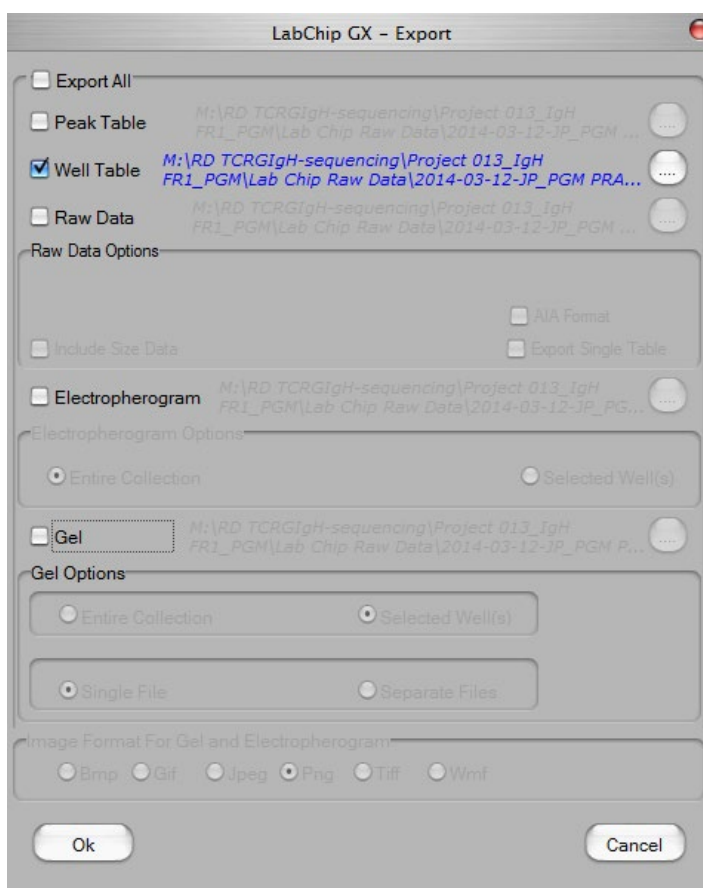 LabChip GX - Export
Export All
Peak Table
M:\RD TCRGIgH-sequencing\Project 013_IgH
FR1_PGM\Lab Chip Raw Data\2014-03-12-JP_PGM ...
....
Well Table
M:\RD TCRGIgH-sequencing\Project 013_IgH
FR1_PGM\Lab Chip Raw Data\2014-03-12-JP_PGM PRA...
....
Raw Data
M:\RD TCRGIgH-sequencing\Project 013_IgH
FR1_PGM\Lab Chip Raw Data\2014-03-12-JP_PGM ...
....
Raw Data Options
AIA Format
Include Size Data
Export Single Table
Electropherogram
M:\RD TCRGIgH-sequencing\Project 013_IgH
FR1_PGM\Lab Chip Raw Data\2014-03-12-JP_PG...
....
Electropherogram Options
Entire Collection
Selected Well(s)
Gel
M:\RD TCRGIgH-sequencing\Project 013_IgH
FR1_PGM\Lab Chip Raw Data\2014-03-12-JP_PGM P...
....
Gel Options
Entire Collection
Selected Well(s)
Single File
Separate Files
Image Format For Gel and Electropherogram
Bmp Gif Jpeg Png Tiff Wmf
Ok
Cancel